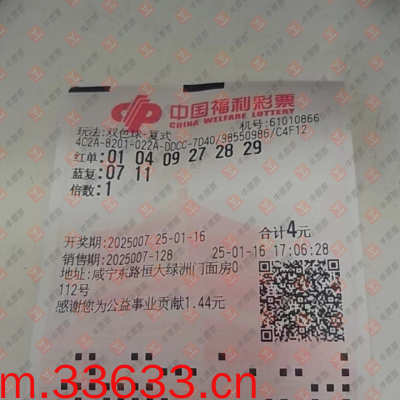 中国福利彩票
CHINA WELFARE LOTTERY
玩法:双色球-复式
机号:61010866
4C2A-8201-022A-DDCC-7D40/98550986/C4F12
红单:01 04 09 27 28 29
蓝复:07 11
倍数:1
合计4元
开奖期:2025007 25-01-16
销售期:2025007-128 25-01-16 17:06:28
地址:咸宁东路恒大绿洲门面房0
112号
感谢您为公益事业贡献1.44元
m.33633.cn